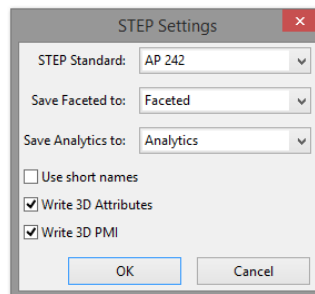 STEP Settings
STEP Standard: AP 242
Save Faceted to: Faceted
Save Analytics to: Analytics
Use short names
Write 3D Attributes
Write 3D PMI
OK Cancel